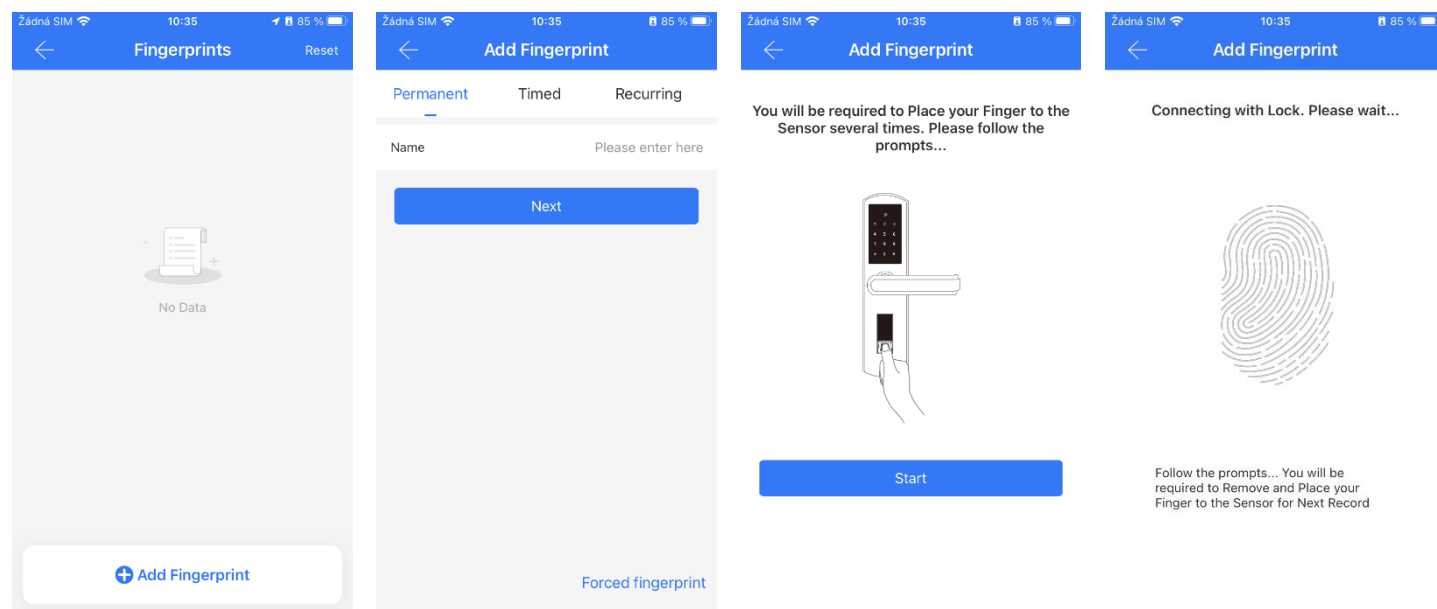 Žádná SIM 10:35 85 %
Fingerprints Reset
No Data
Add Fingerprint
Žádná SIM 10:35 85 %
Add Fingerprint
Permanent Timed Recurring
Name Please enter here
Next
Forced fingerprint
Žádná SIM 10:35 85 %
Add Fingerprint
You will be required to Place your Finger to the
Sensor several times. Please follow the
prompts...
Start
Žádná SIM 10:35 85 %
Add Fingerprint
Connecting with Lock. Please wait...
Follow the prompts... You will be
required to Remove and Place your
Finger to the Sensor for Next Record